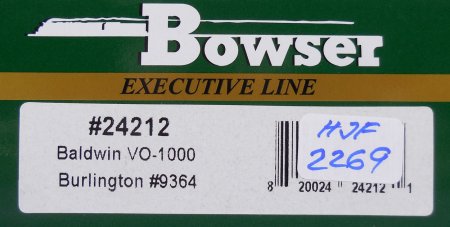 Bowser
EXECUTIVE LINE
#24212
Baldwin VO-1000
Burlington #9364
HJF
2269
8 20024 24212 1